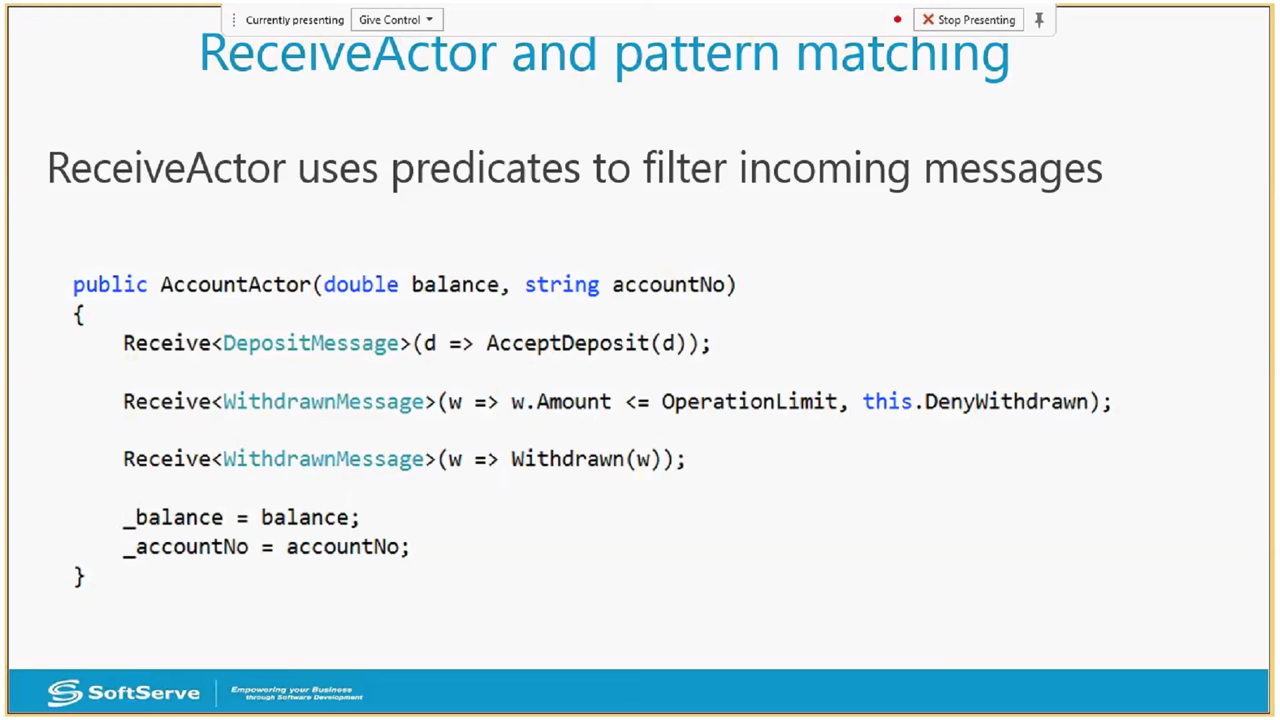 Currently presenting Give Control Stop Presenting
ReceiveActor and pattern matching
ReceiveActor uses predicates to filter incoming messages
public AccountActor(double balance, string accountNo)
{
Receive<DepositMessage>(d => AcceptDeposit(d));
Receive<WithdrawnMessage>(w => w.Amount <= OperationLimit, this.DenyWithdrawn);
Receive<WithdrawnMessage>(w => Withdrawn(w));
_balance = balance;
_accountNo = accountNo;
}
SoftServe
Empowering your Business
through Software Development